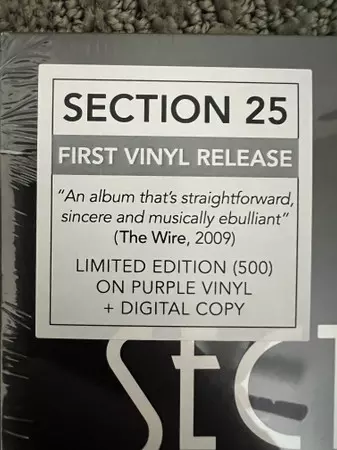 SECTION 25
FIRST VINYL RELEASE
“An album that’s straightforward,
sincere and musically ebulliant”
(The Wire, 2009)
LIMITED EDITION (500)
ON PURPLE VINYL
+ DIGITAL COPY
SECT